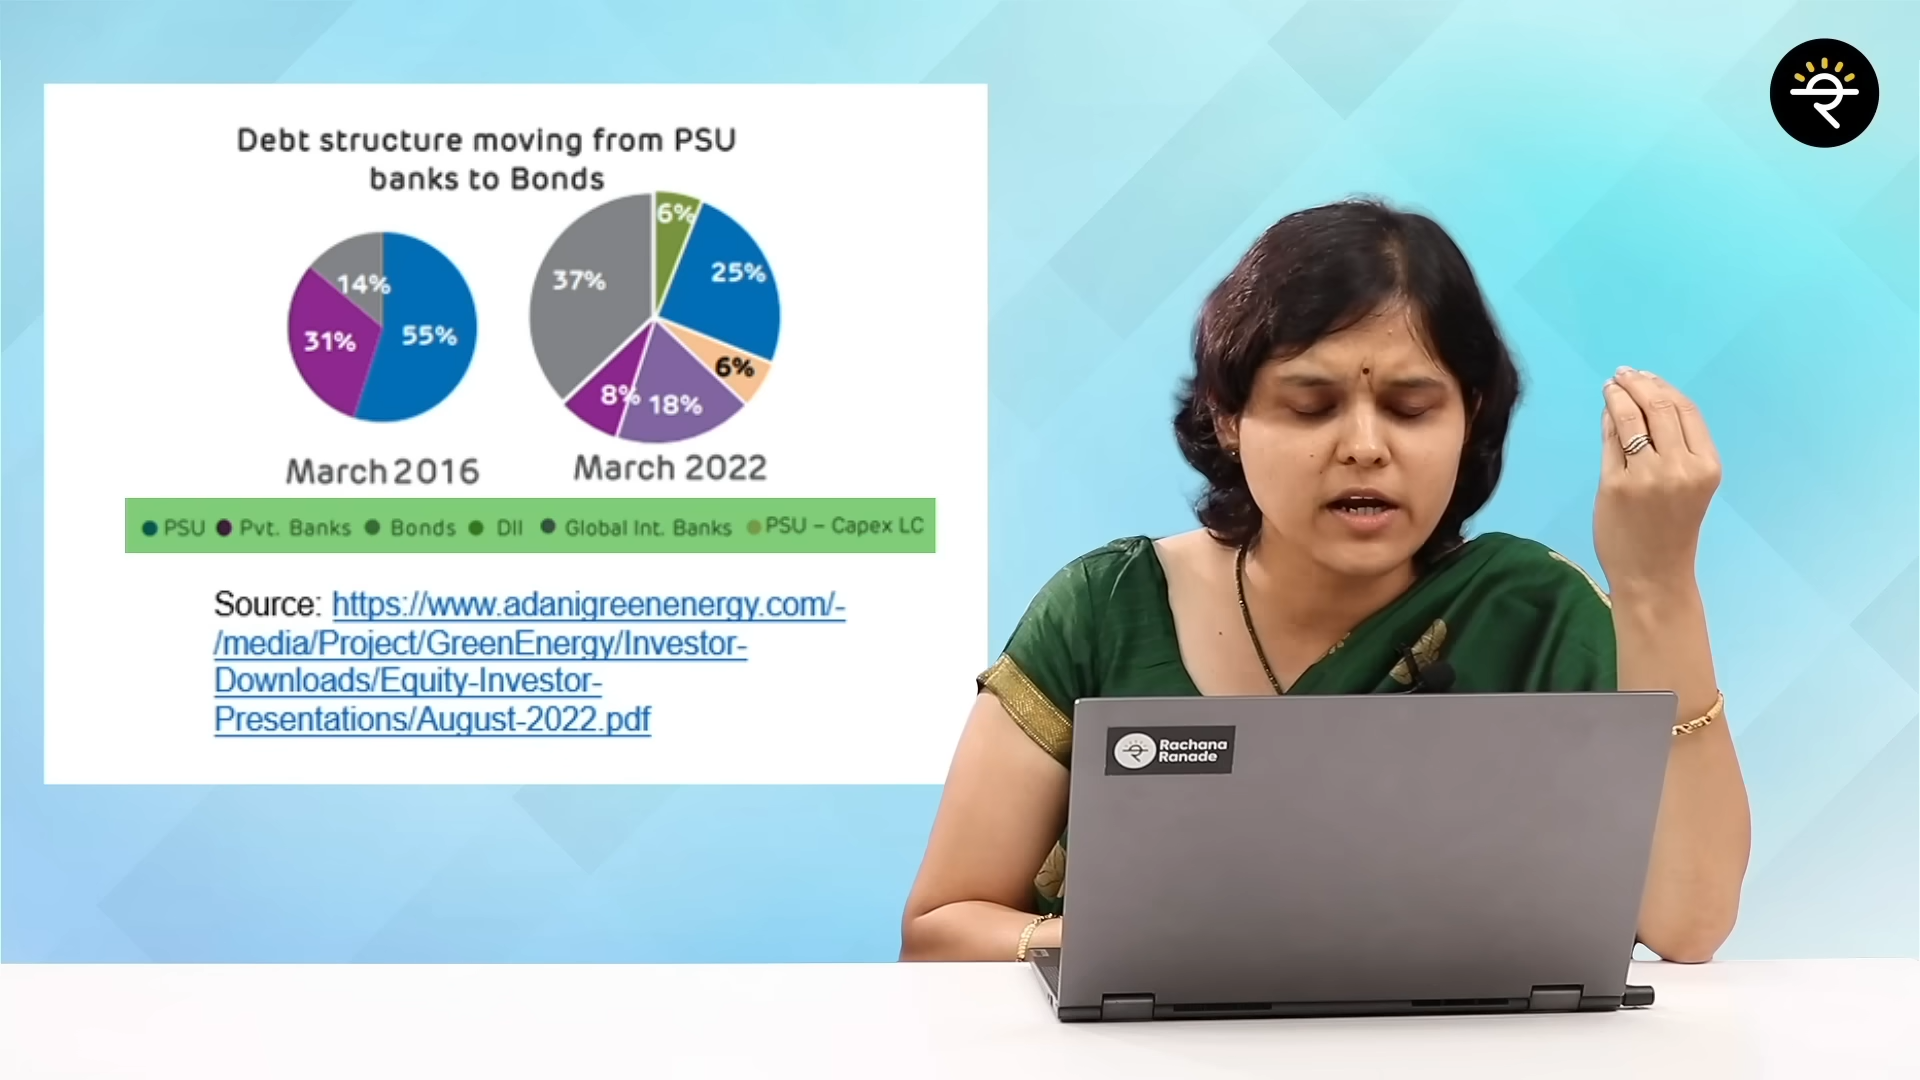 Debt structure moving from PSU
banks to Bonds
14%
31%
55%
6%
37%
25%
6%
8%
18%
March 2016
March 2022
PSU Pvt. Banks Bonds DII Global Int. Banks PSU – Capex LC
Source: https://www.adanigreenenergy.com/-
/media/Project/GreenEnergy/Investor-
Downloads/Equity-Investor-
Presentations/August-2022.pdf
Rachana
Ranade